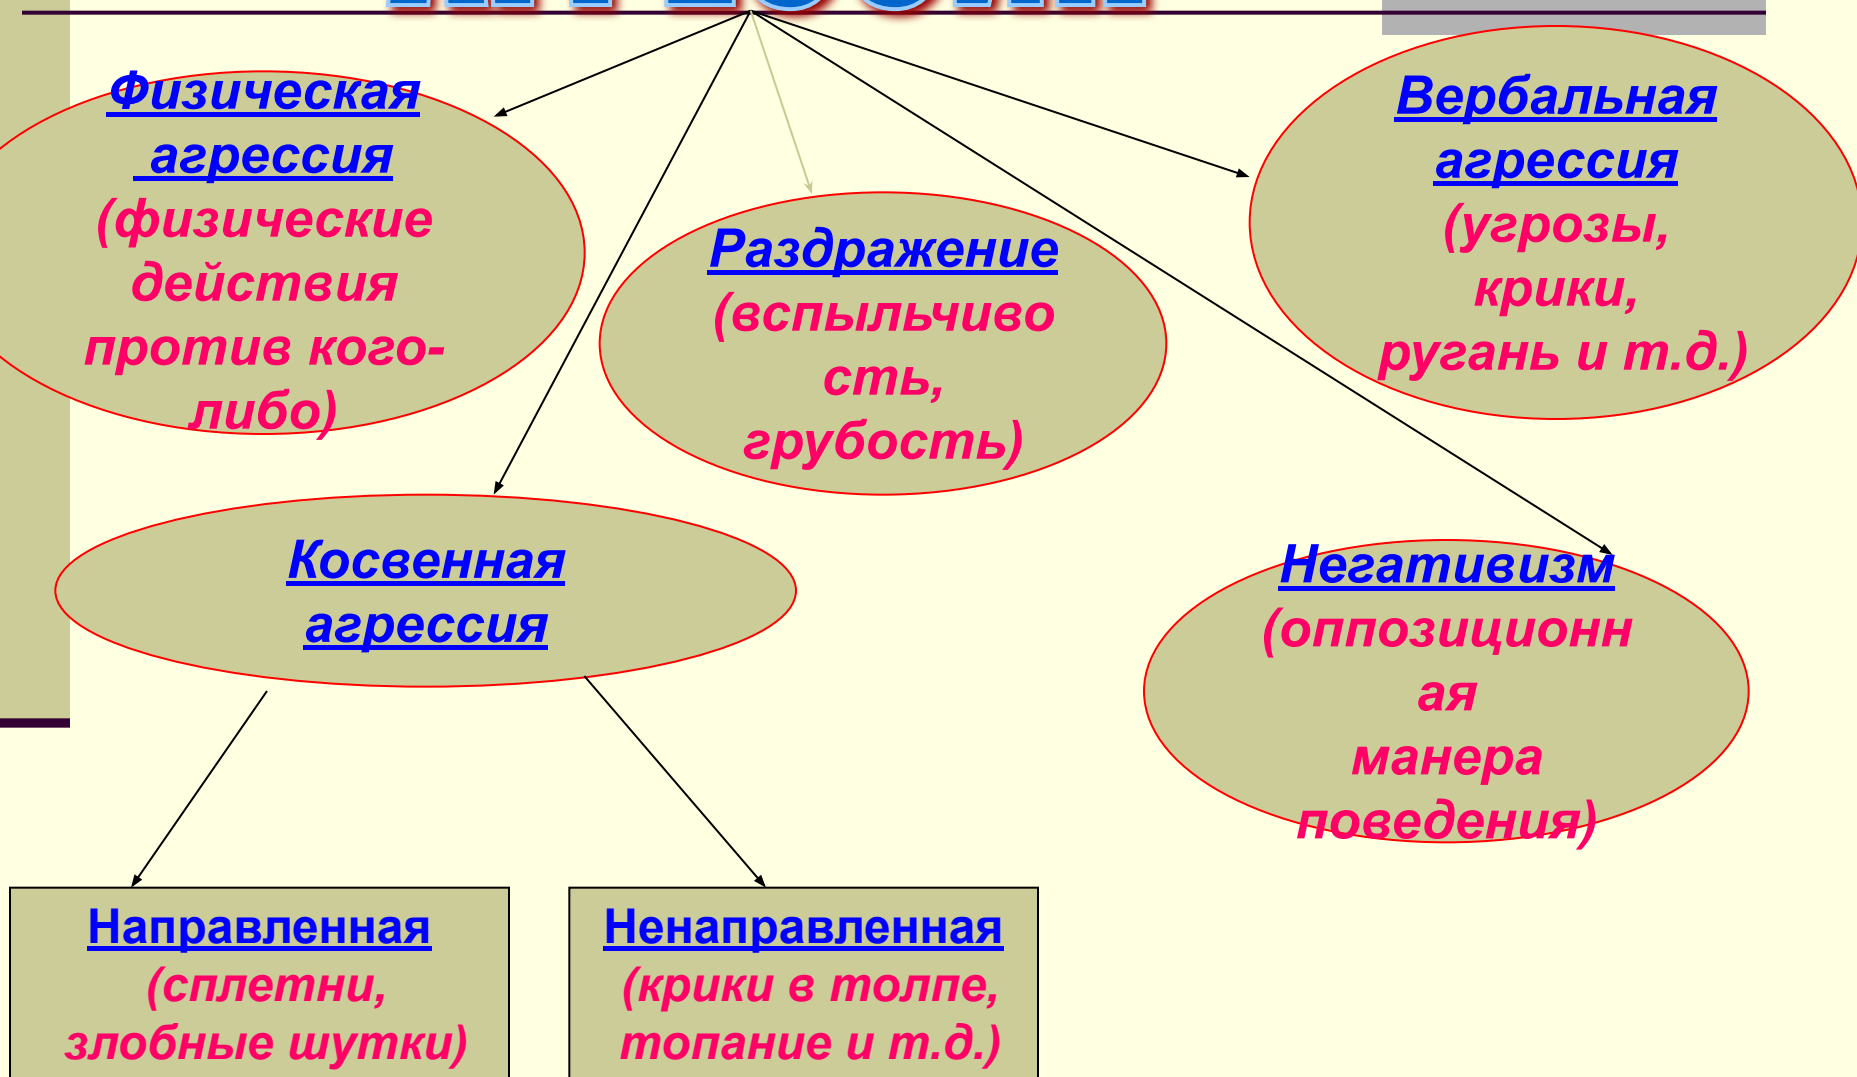 Физическая
агрессия
(физические
действия
против кого-
либо)
Раздражение
(вспыльчиво
сть,
грубость)
Вербальная
агрессия
(угрозы,
крики,
ругань и т.д.)
Косвенная
агрессия
Негативизм
(оппозиционн
ая
манера
поведения)
Направленная
(сплетни,
злобные шутки)
Ненаправленная
(крики в толпе,
топание и т.д.)